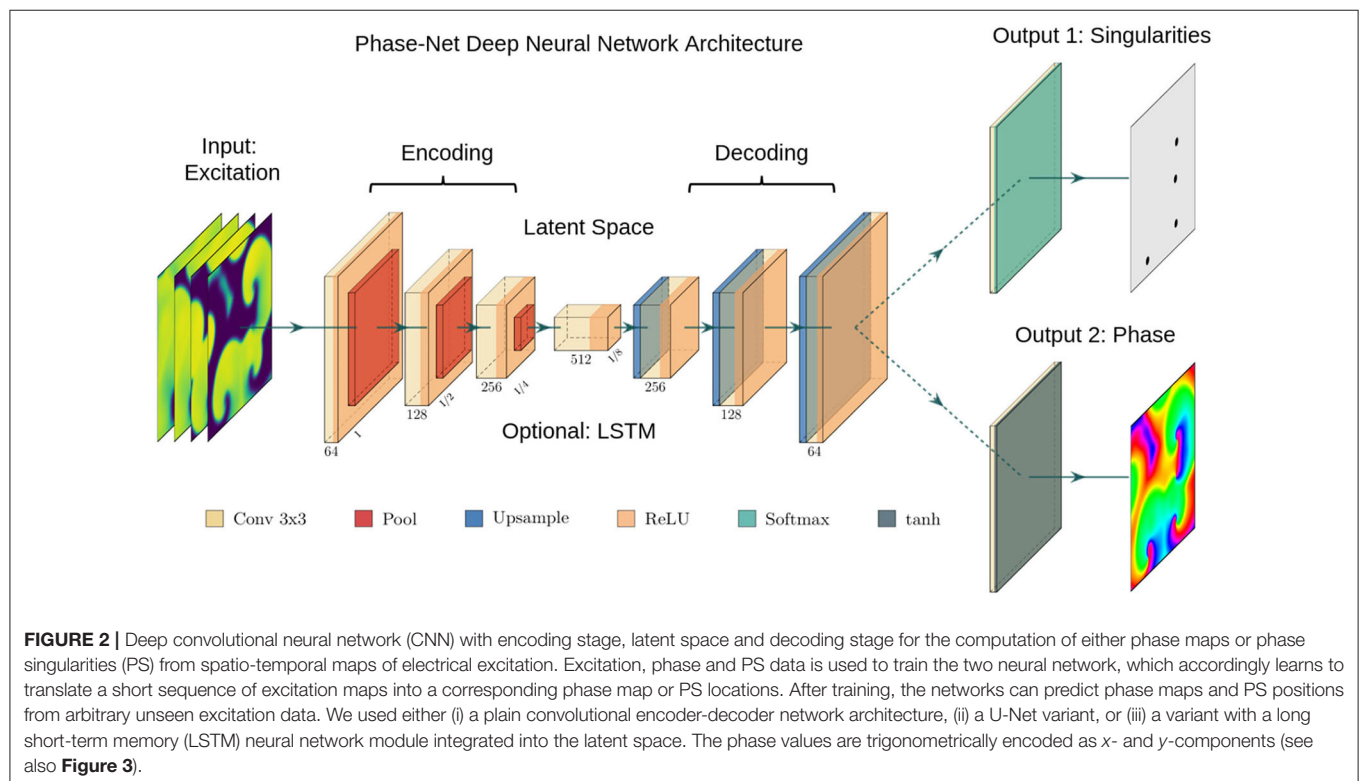 Phase-Net Deep Neural Network Architecture
Output 1: Singularities
Input:
Excitation
Encoding
Decoding
Latent Space
64
1
128
1/2
256
1/4
512
1/8
256
128
64
Optional: LSTM
Output 2: Phase
Conv 3x3
Pool
Upsample
ReLU
Softmax
tanh
FIGURE 2 | Deep convolutional neural network (CNN) with encoding stage, latent space and decoding stage for the computation of either phase maps or phase
singularities (PS) from spatio-temporal maps of electrical excitation. Excitation, phase and PS data is used to train the two neural network, which accordingly learns to
translate a short sequence of excitation maps into a corresponding phase map or PS locations. After training, the networks can predict phase maps and PS positions
from arbitrary unseen excitation data. We used either (i) a plain convolutional encoder-decoder network architecture, (ii) a U-Net variant, or (iii) a variant with a long
short-term memory (LSTM) neural network module integrated into the latent space. The phase values are trigonometrically encoded as x- and y-components (see
also Figure 3).